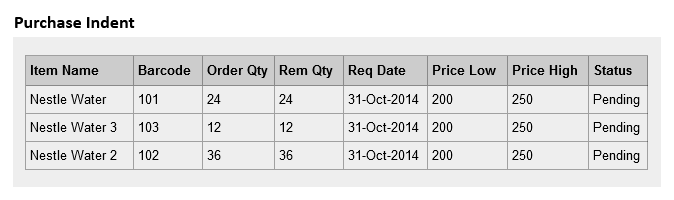 Purchase Indent
Item Name Barcode Order Qty Rem Qty Req Date Price Low Price High Status
Nestle Water 101 24 24 31-Oct-2014 200 250 Pending
Nestle Water 3 103 12 12 31-Oct-2014 200 250 Pending
Nestle Water 2 102 36 36 31-Oct-2014 200 250 Pending